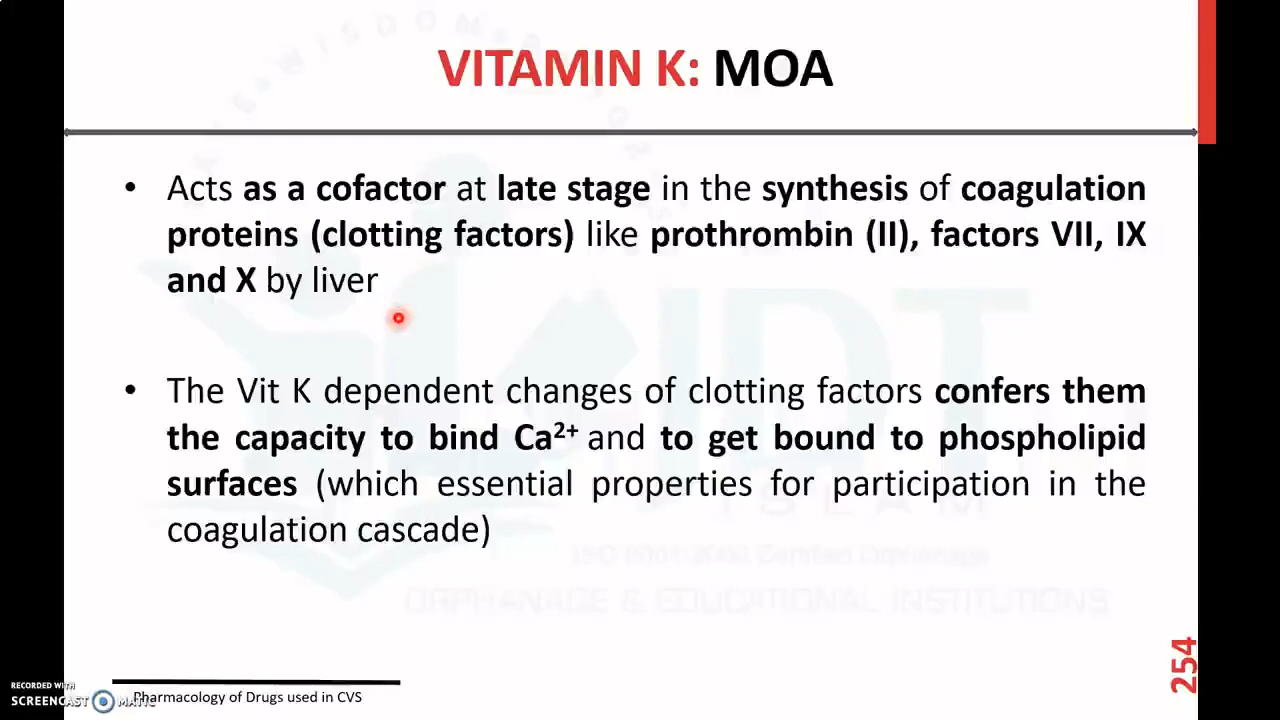 VITAMIN K: MOA
• Acts as a cofactor at late stage in the synthesis of coagulation
proteins (clotting factors) like prothrombin (II), factors VII, IX
and X by liver
• The Vit K dependent changes of clotting factors confers them
the capacity to bind Ca²⁺ and to get bound to phospholipid
surfaces (which essential properties for participation in the
coagulation cascade)
ORPHANAGE & EDUCATIONAL INSTITUTIONS
254
Pharmacology of Drugs used in CVS
RECORDED WITH
SCREENCAST MATIC